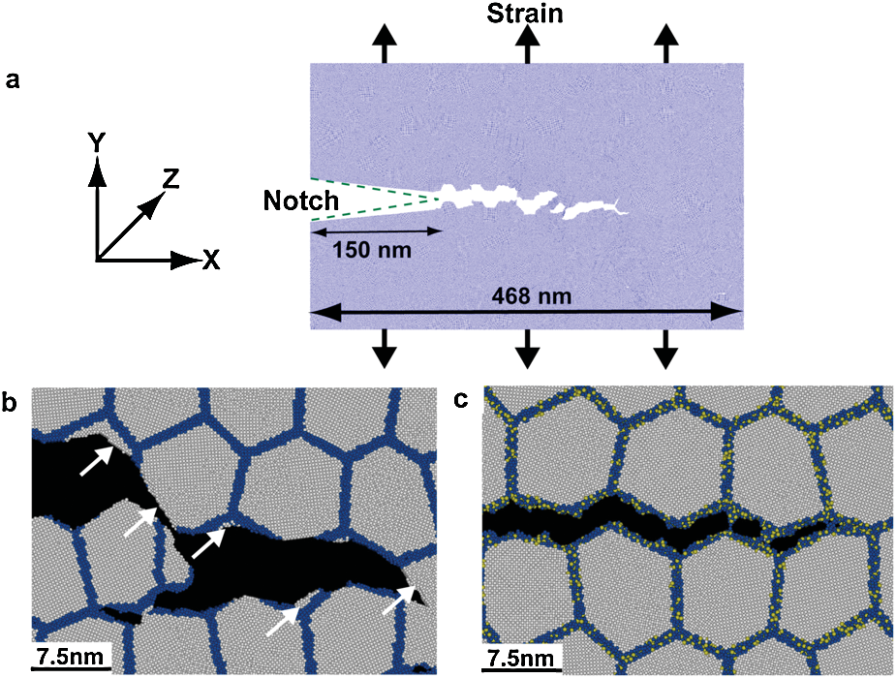 Strain
a
Y
Z
X
Notch
150 nm
468 nm
b
c
7.5nm
7.5nm